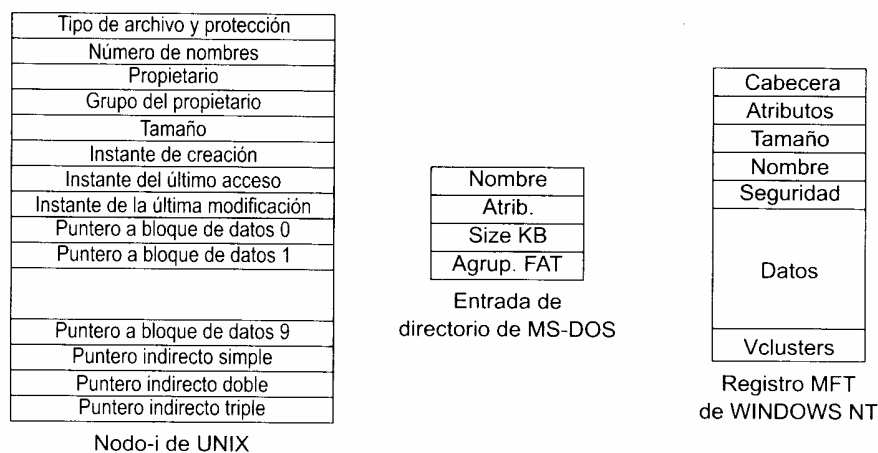 Tipo de archivo y protección
Número de nombres
Propietario
Grupo del propietario
Tamaño
Instante de creación
Instante del último acceso
Instante de la última modificación
Puntero a bloque de datos 0
Puntero a bloque de datos 1
Puntero a bloque de datos 9
Puntero indirecto simple
Puntero indirecto doble
Puntero indirecto triple
Nodo-i de UNIX
Nombre
Atrib.
Size KB
Agrup. FAT
Entrada de
directorio de MS-DOS
Cabecera
Atributos
Tamaño
Nombre
Seguridad
Datos
Vclusters
Registro MFT
de WINDOWS NT